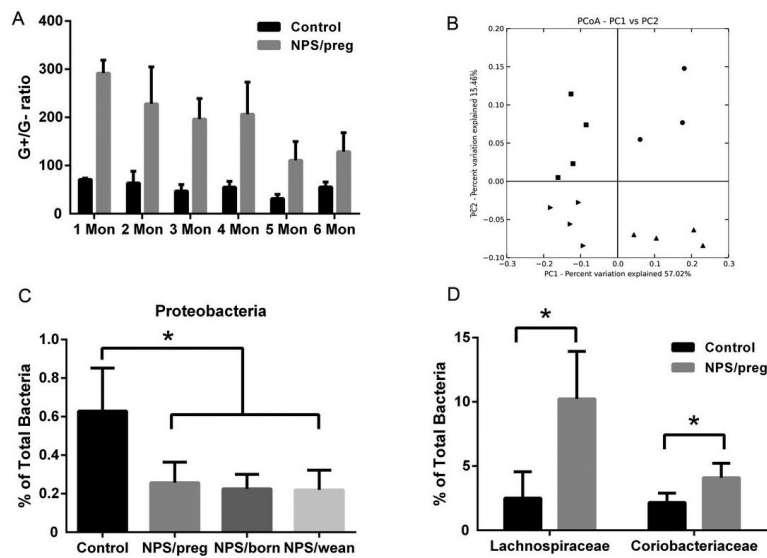 A
Control
NPS/preg
G+/G- ratio
400
300
200
100
0
1 Mon 2 Mon 3 Mon 4 Mon 5 Mon 6 Mon
B
PCoA - PC1 vs PC2
PC2 - Percent variation explained 15.46%
0.20
0.15
0.10
0.05
0.00
−0.05
−0.10
−0.3 −0.2 −0.1 0.0 0.1 0.2 0.3
PC1 - Percent variation explained 57.02%
C
Proteobacteria
% of Total Bacteria
1.0
0.8
0.6
0.4
0.2
0.0
*
Control NPS/preg NPS/born NPS/wean
D
Control
NPS/preg
% of Total Bacteria
15
10
5
0
*
*
Lachnospiraceae Coriobacteriaceae